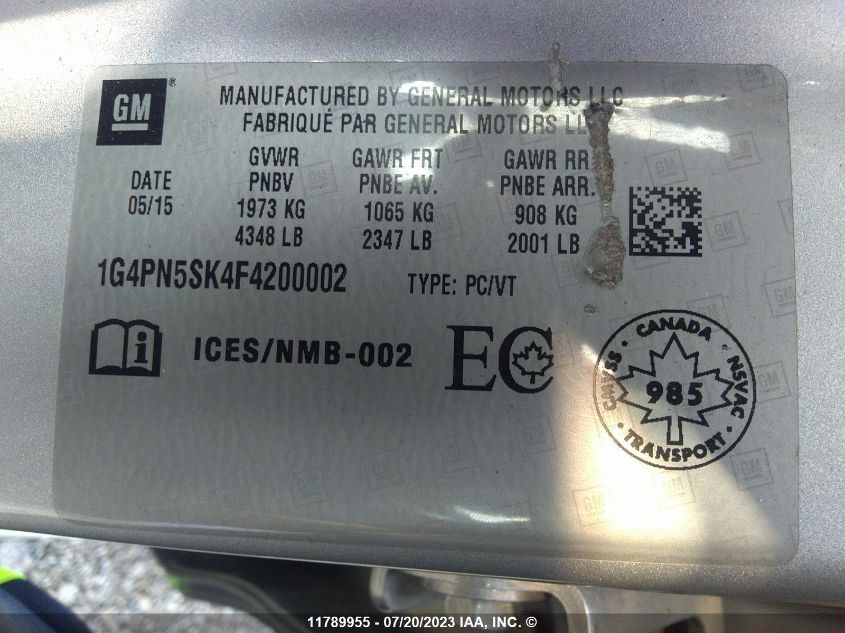 GM
MANUFACTURED BY GENERAL MOTORS LLC
FABRIQUÉ PAR GENERAL MOTORS LL
DATE
05/15
GVWR
PNBV
1973 KG
4348 LB
GAWR FRT
PNBE AV.
1065 KG
2347 LB
GAWR RR
PNBE ARR.
908 KG
2001 LB
1G4PN5SK4F4200002
TYPE: PC/VT
i
ICES/NMB-002
EC
CMVSS · CANADA · NSVAC · TRANSPORT ·
985
11789955 - 07/20/2023 IAA, INC.